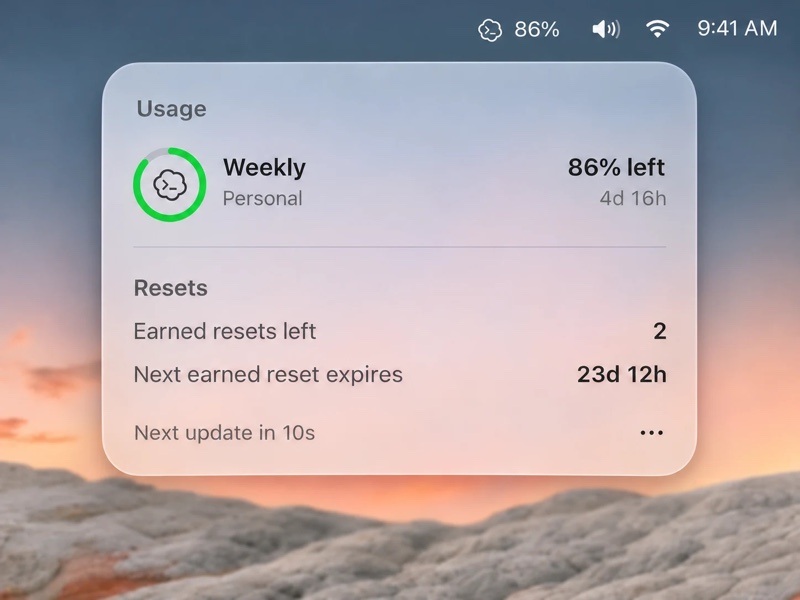 86% 9:41 AM
Usage
Weekly 86% left
Personal 4d 16h
Resets
Earned resets left 2
Next earned reset expires 23d 12h
Next update in 10s ...